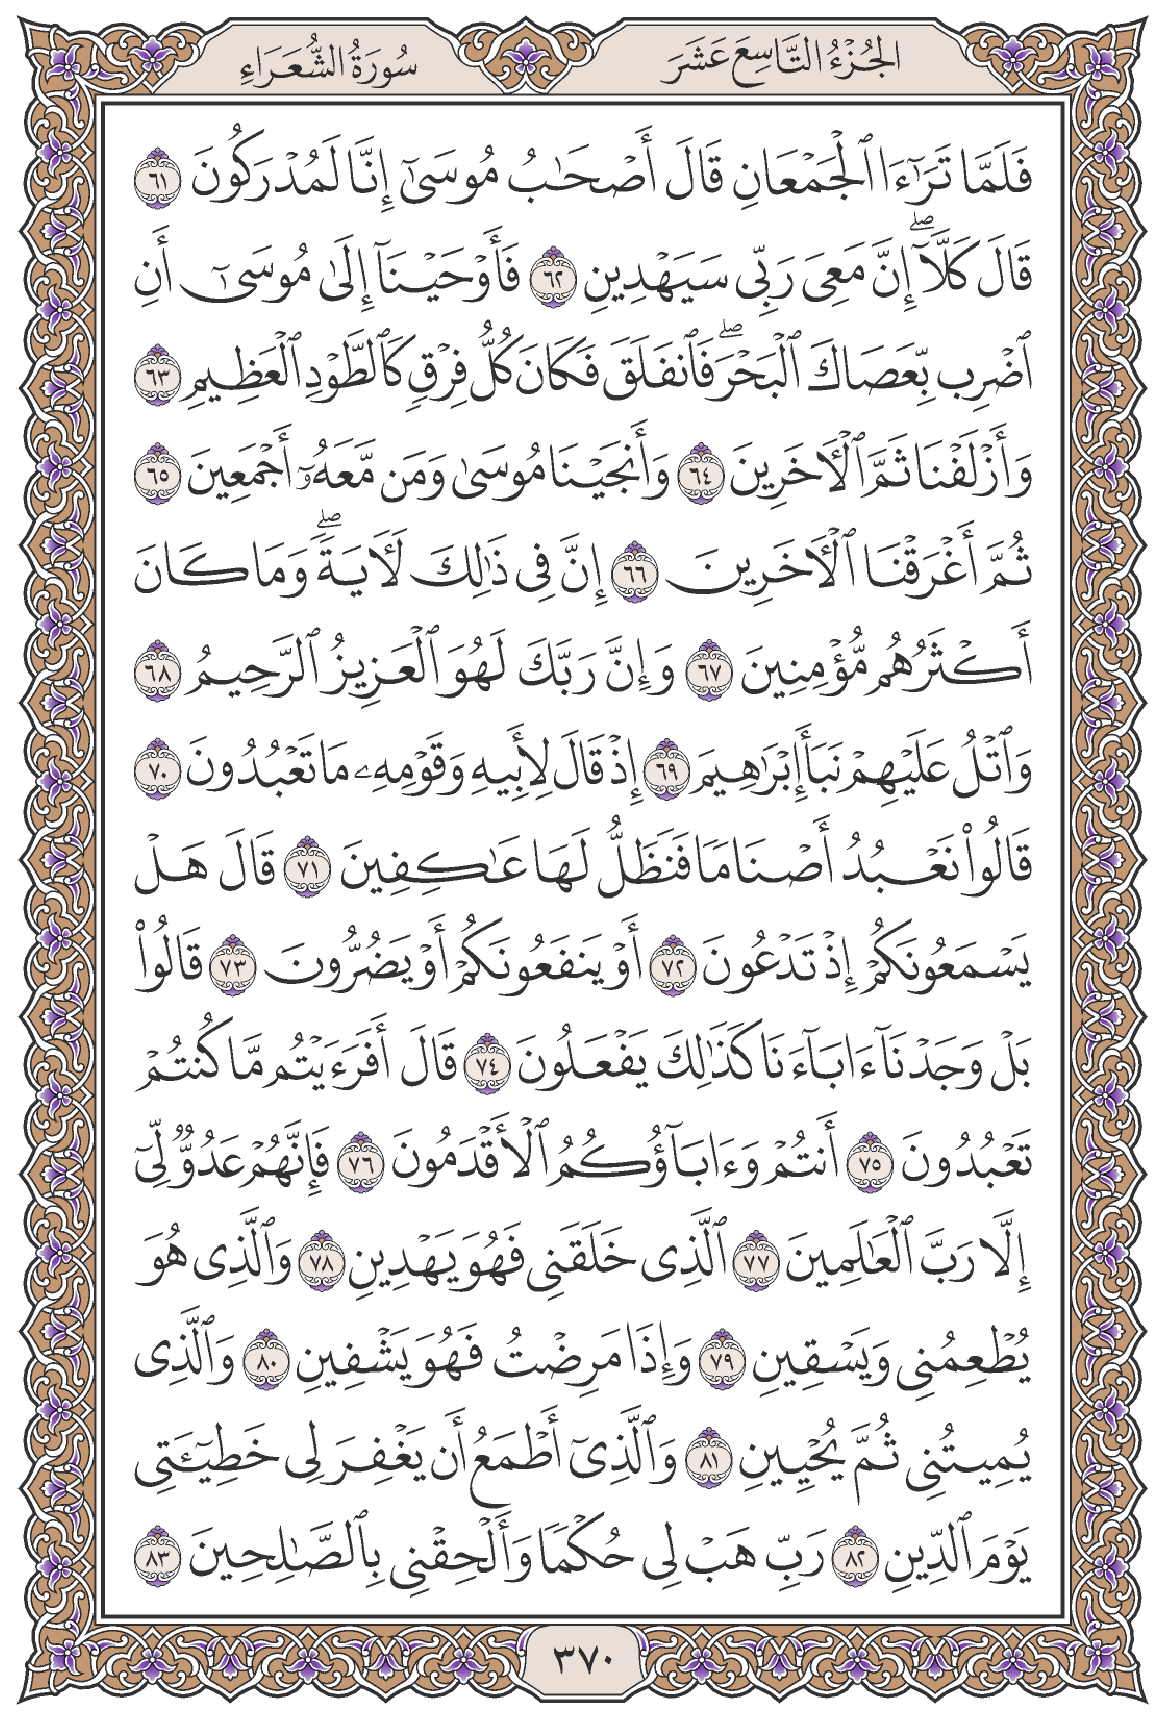 الجُزْءُ التَّاسِعَ عَشَرَ
سُورَةُ الشُّعَرَاءِ
فَلَمَّا تَرَٰٓءَا ٱلْجَمْعَانِ قَالَ أَصْحَٰبُ مُوسَىٰٓ إِنَّا لَمُدْرَكُونَ ٦١
قَالَ كَلَّآۖ إِنَّ مَعِىَ رَبِّى سَيَهْدِينِ ٦٢ فَأَوْحَيْنَآ إِلَىٰ مُوسَىٰٓ أَنِ
ٱضْرِب بِّعَصَاكَ ٱلْبَحْرَۖ فَٱنفَلَقَ فَكَانَ كُلُّ فِرْقٍ كَٱلطَّوْدِ ٱلْعَظِيمِ ٦٣
وَأَزْلَفْنَا ثَمَّ ٱلْأَخَرِينَ ٦٤ وَأَنجَيْنَا مُوسَىٰ وَمَن مَّعَهُۥٓ أَجْمَعِينَ ٦٥
ثُمَّ أَغْرَقْنَا ٱلْأَخَرِينَ ٦٦ إِنَّ فِى ذَٰلِكَ لَأَيَةًۖ وَمَا كَانَ
أَكْثَرُهُم مُّؤْمِنِينَ ٦٧ وَإِنَّ رَبَّكَ لَهُوَ ٱلْعَزِيزُ ٱلرَّحِيمُ ٦٨
وَٱتْلُ عَلَيْهِمْ نَبَأَ إِبْرَٰهِيمَ ٦٩ إِذْ قَالَ لِأَبِيهِ وَقَوْمِهِۦ مَا تَعْبُدُونَ ٧٠
قَالُوا۟ نَعْبُدُ أَصْنَامًا فَنَظَلُّ لَهَا عَٰكِفِينَ ٧١ قَالَ هَلْ
يَسْمَعُونَكُمْ إِذْ تَدْعُونَ ٧٢ أَوْ يَنفَعُونَكُمْ أَوْ يَضُرُّونَ ٧٣ قَالُوا۟
بَلْ وَجَدْنَآ ءَابَآءَنَا كَذَٰلِكَ يَفْعَلُونَ ٧٤ قَالَ أَفَرَءَيْتُم مَّا كُنتُمْ
تَعْبُدُونَ ٧٥ أَنتُمْ وَءَابَآؤُكُمُ ٱلْأَقْدَمُونَ ٧٦ فَإِنَّهُمْ عَدُوٌّ لِّىٓ
إِلَّا رَبَّ ٱلْعَٰلَمِينَ ٧٧ ٱلَّذِى خَلَقَنِى فَهُوَ يَهْدِينِ ٧٨ وَٱلَّذِى هُوَ
يُطْعِمُنِى وَيَسْقِينِ ٧٩ وَإِذَا مَرِضْتُ فَهُوَ يَشْفِينِ ٨٠ وَٱلَّذِى
يُمِيتُنِى ثُمَّ يُحْيِينِ ٨١ وَٱلَّذِىٓ أَطْمَعُ أَن يَغْفِرَ لِى خَطِيٓـَٔتِى
يَوْمَ ٱلدِّينِ ٨٢ رَبِّ هَبْ لِى حُكْمًا وَأَلْحِقْنِى بِٱلصَّٰلِحِينَ ٨٣
٣٧٠